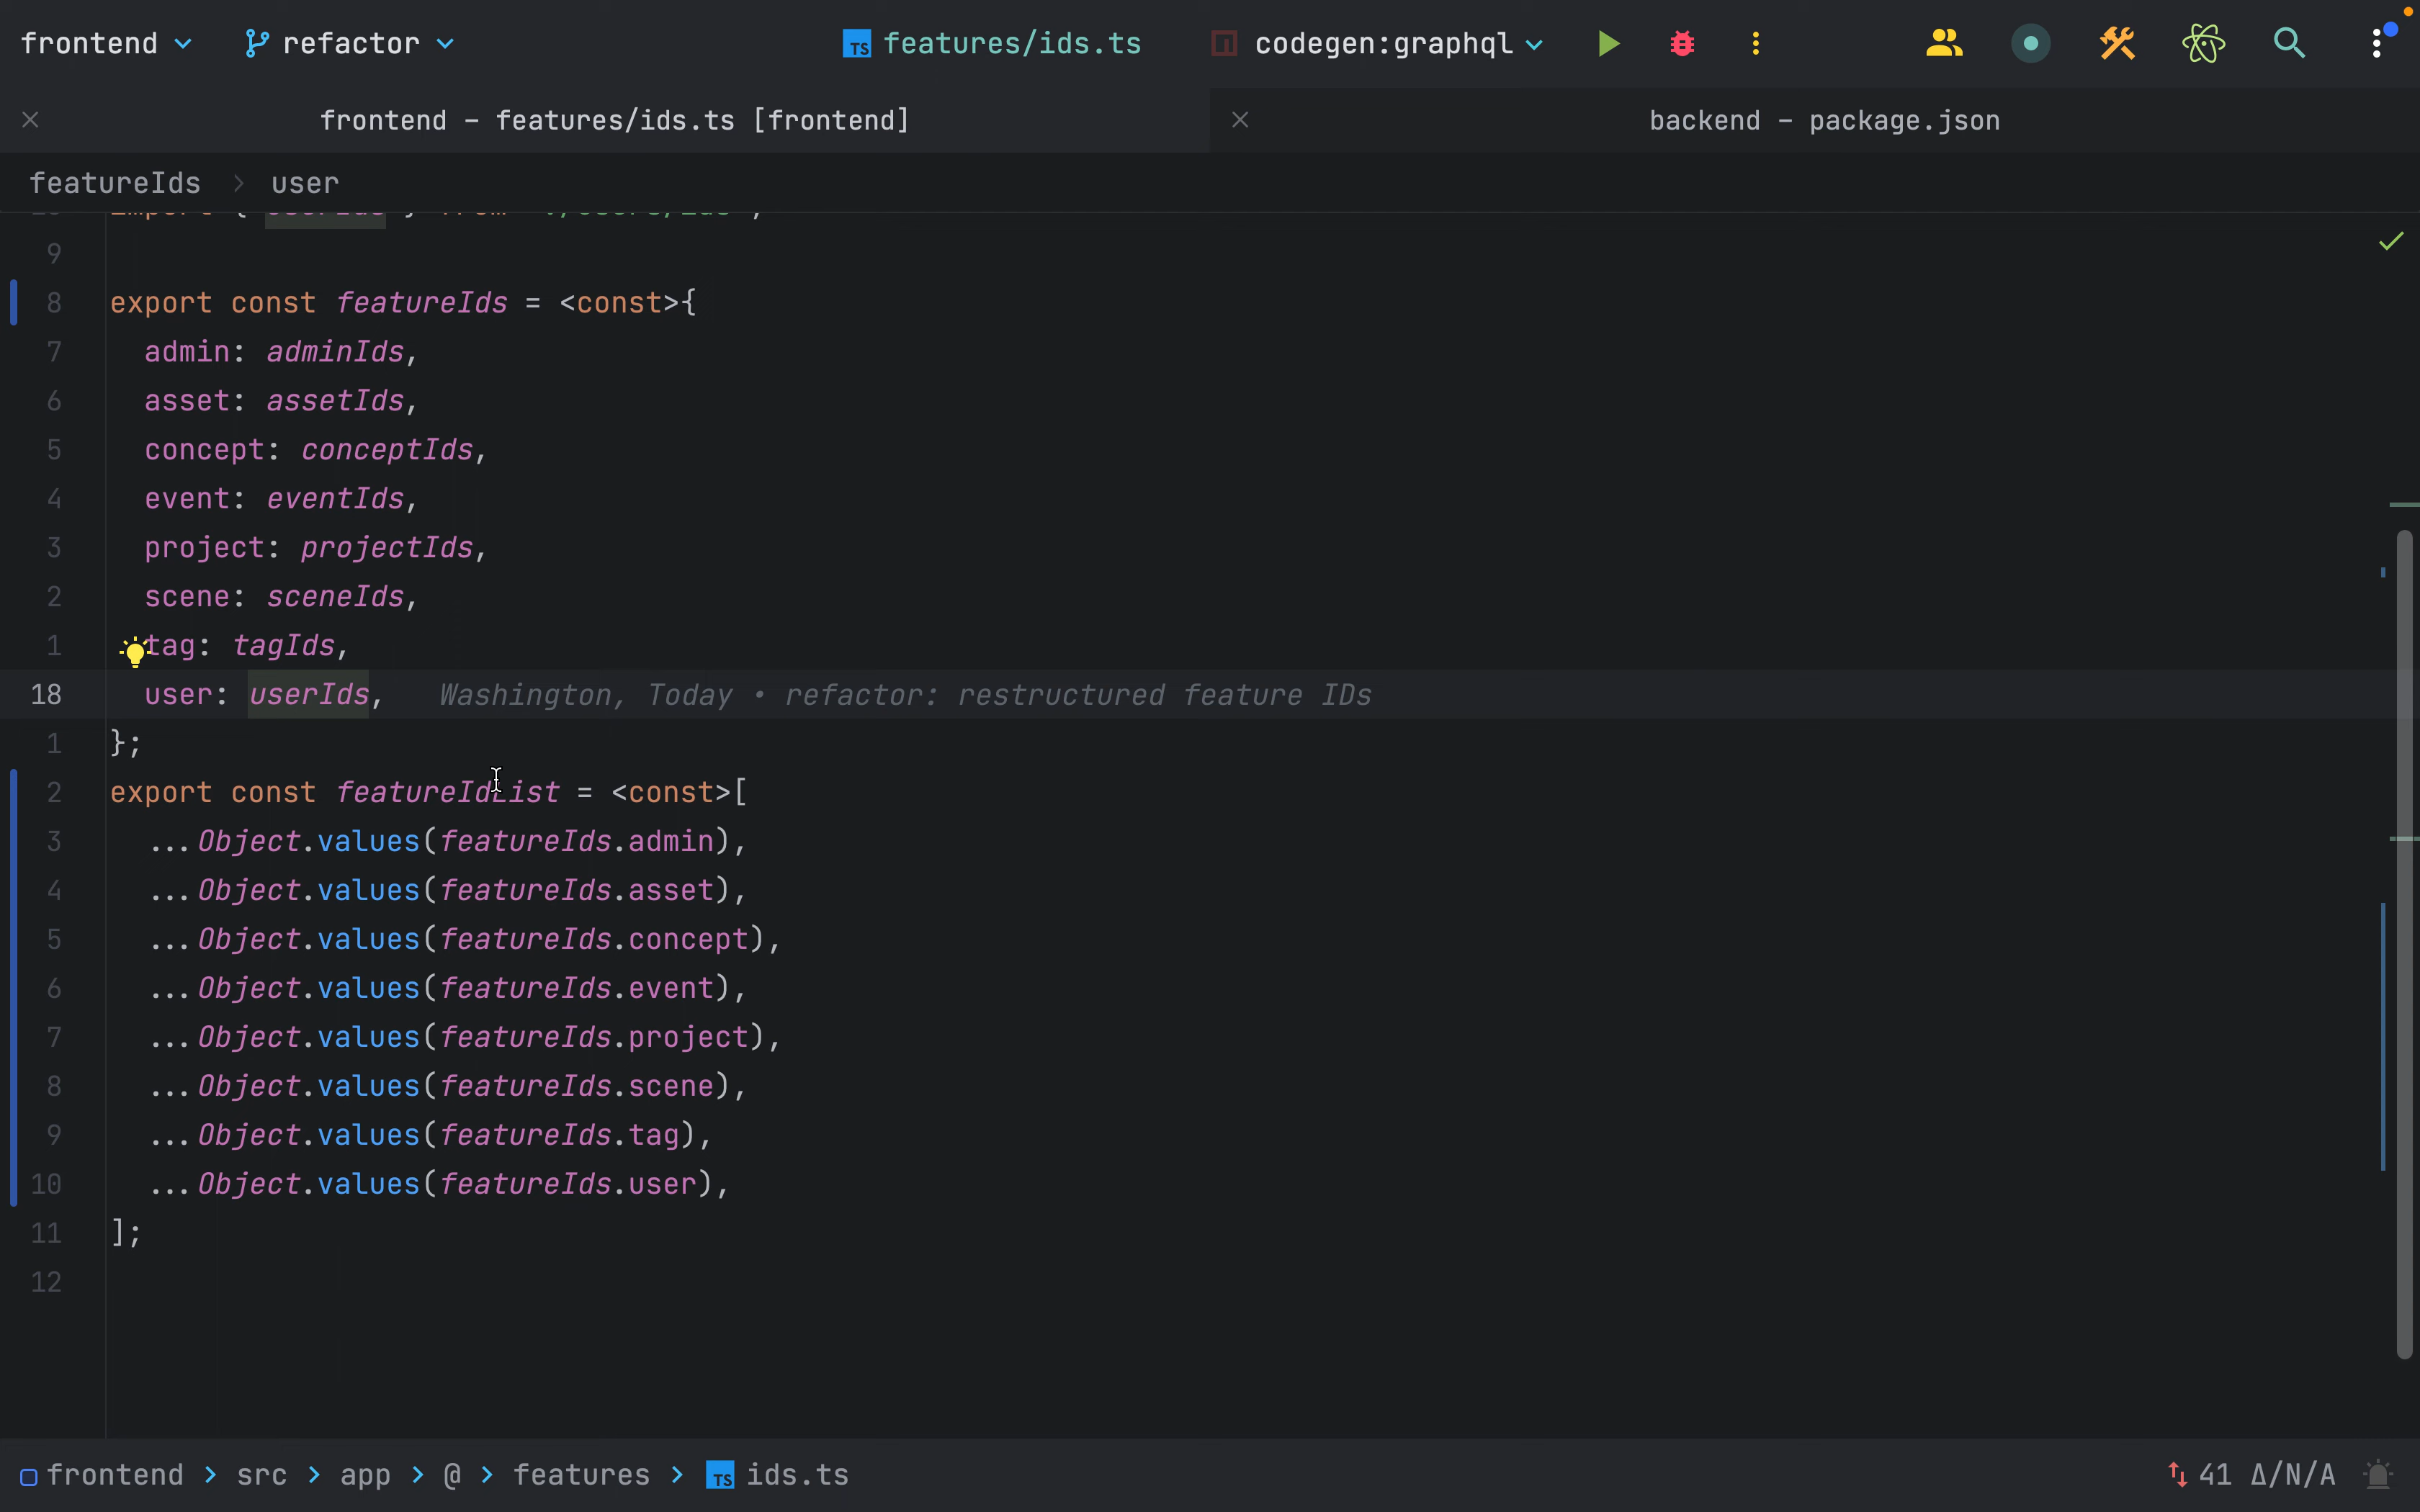 frontend refactor features/ids.ts codegen:graphql
frontend – features/ids.ts [frontend] backend – package.json
featureIds > user
9
8 export const featureIds = <const>{
7 admin: adminIds,
6 asset: assetIds,
5 concept: conceptIds,
4 event: eventIds,
3 project: projectIds,
2 scene: sceneIds,
1 tag: tagIds,
18 user: userIds, Washington, Today • refactor: restructured feature IDs
1 };
2 export const featureIdList = <const>[
3 ...Object.values(featureIds.admin),
4 ...Object.values(featureIds.asset),
5 ...Object.values(featureIds.concept),
6 ...Object.values(featureIds.event),
7 ...Object.values(featureIds.project),
8 ...Object.values(featureIds.scene),
9 ...Object.values(featureIds.tag),
10 ...Object.values(featureIds.user),
11 ];
12
frontend > src > app > @ > features > TS ids.ts 41 Δ/N/A